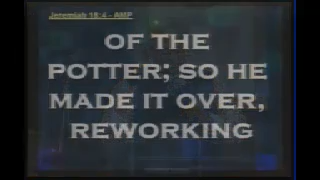 Jeremiah 18: 4 - AMP
OF THE
POTTER; SO HE
MADE IT OVER,
REWORKING